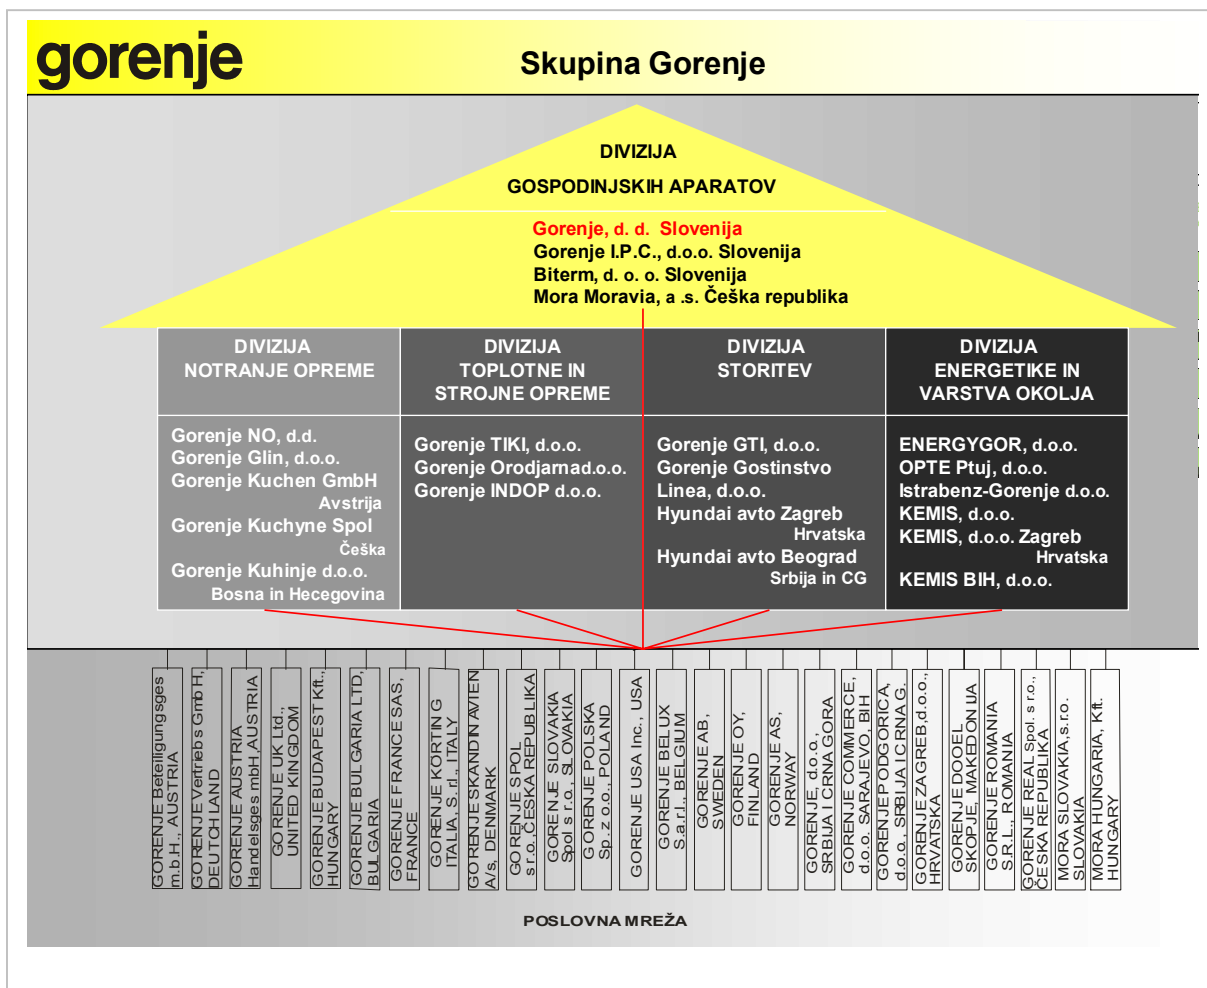 gorenje
Skupina Gorenje
DIVIZIJA
GOSPODINJSKIH APARATOV
Gorenje, d. d. Slovenija
Gorenje I.P.C., d.o.o. Slovenija
Biterm, d. o. o. Slovenija
Mora Moravia, a .s. Češka republika
DIVIZIJA
NOTRANJE OPREME
Gorenje NO, d.d.
Gorenje Glin, d.o.o.
Gorenje Kuchen GmbH
Avstrija
Gorenje Kuchyne Spol
Češka
Gorenje Kuhinje d.o.o.
Bosna in Hecegovina
DIVIZIJA
TOPLOTNE IN
STROJNE OPREME
Gorenje TIKI, d.o.o.
Gorenje Orodjarnad.o.o.
Gorenje INDOP d.o.o.
DIVIZIJA
STORITEV
Gorenje GTI, d.o.o.
Gorenje Gostinstvo
Linea, d.o.o.
Hyundai avto Zagreb
Hrvatska
Hyundai avto Beograd
Srbija in CG
DIVIZIJA
ENERGETIKE IN
VARSTVA OKOLJA
ENERGYGOR, d.o.o.
OPTE Ptuj, d.o.o.
Istrabenz-Gorenje d.o.o.
KEMIS, d.o.o.
KEMIS, d.o.o. Zagreb
Hrvatska
KEMIS BIH, d.o.o.
GORENJE Beteiligungsges
m.b.H., AUSTRIA
GORENJE Vertriebs GmbH,
DEUTCHLAND
GORENJE AUSTRIA
Handelsges mbH,AUSTRIA
GORENJE UK Ltd.,
UNITED KINGDOM
GORENJE BUDAPEST Kft.,
HUNGARY
GORENJE BULGARIA LTD,
BULGARIA
GORENJE FRANCE SAS,
FRANCE
GORENJE KORTING
ITALIA, S. rl., ITALY
GORENJE SKANDINAVIEN
A/s, DENMARK
GORENJE SPOL
s r.o.,ČESKA REPUBLIKA
GORENJE SLOVAKIA
Spol s r.o., SLOVAKIA
GORENJE POLSKA
Sp. z o.o., POLAND
GORENJE USA Inc., USA
GORENJE BELUX
S.a.r.l., BELGIUM
GORENJE AB,
SWEDEN
GORENJE OY,
FINLAND
GORENJE AS,
NORWAY
GORENJE, d.o.o.,
SRBIJA I CRNA GORA
GORENJE COMMERCE,
d.o.o. SARAJEVO, BIH
GORENJE PODGORICA,
d.o.o., SRBIJA I CRNA G.
GORENJE ZAGREB,d.o.o.,
HRVATSKA
GORENJE DOOEL
SKOPJE, MAKEDONIJA
GORENJE ROMANIA
S.R.L., ROMANIA
GORENJE REAL Spol. s r.o.,
ČESKA REPUBLIKA
MORA SLOVAKIA,s.r.o.
SLOVAKIA
MORA HUNGARIA, Kft.
HUNGARY
POSLOVNA MREŽA